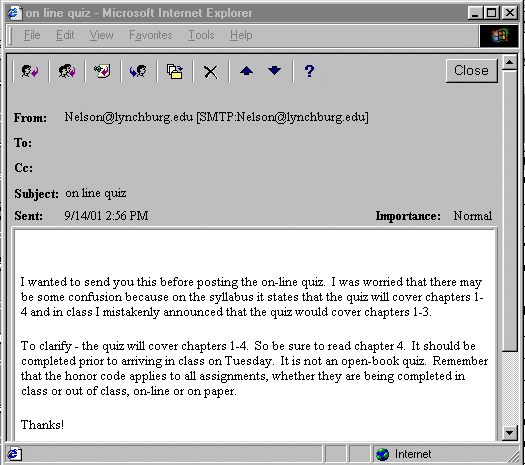 on line quiz - Microsoft Internet Explorer
File Edit View Favorites Tools Help
? Close
From: Nelson@lynchburg.edu [SMTP:Nelson@lynchburg.edu]
To:
Cc:
Subject: on line quiz
Sent: 9/14/01 2:56 PM Importance: Normal
I wanted to send you this before posting the on-line quiz. I was worried that there may
be some confusion because on the syllabus it states that the quiz will cover chapters 1-
4 and in class I mistakenly announced that the quiz would cover chapters 1-3.
To clarify - the quiz will cover chapters 1-4. So be sure to read chapter 4. It should be
completed prior to arriving in class on Tuesday. It is not an open-book quiz. Remember
that the honor code applies to all assignments, whether they are being completed in
class or out of class, on-line or on paper.
Thanks!
Internet